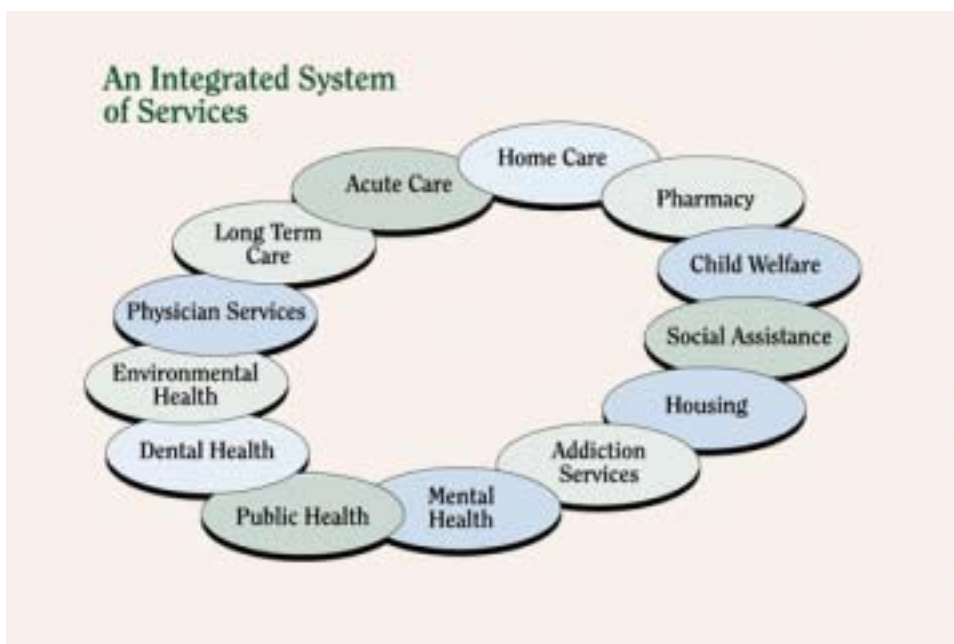 An Integrated System
of Services
Home Care
Acute Care
Pharmacy
Long Term
Care
Child Welfare
Physician Services
Social Assistance
Environmental
Health
Housing
Dental Health
Addiction
Services
Mental
Health
Public Health